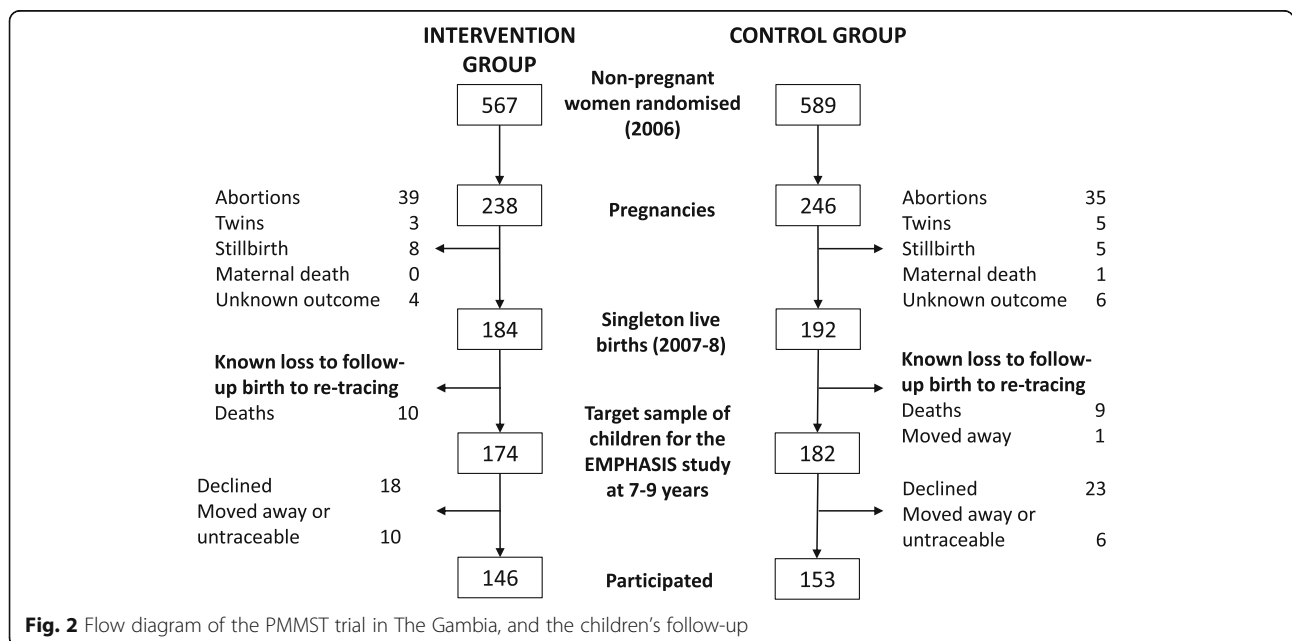 INTERVENTION GROUP
CONTROL GROUP
567
Non-pregnant women randomised (2006)
589
Abortions 39
Twins 3
Stillbirth 8
Maternal death 0
Unknown outcome 4
238
Pregnancies
246
Abortions 35
Twins 5
Stillbirth 5
Maternal death 1
Unknown outcome 6
184
Singleton live births (2007-8)
192
Known loss to follow-
up birth to re-tracing
Deaths 10
Known loss to follow-
up birth to re-tracing
Deaths 9
Moved away 1
174
Target sample of
children for the
EMPHASIS study
at 7-9 years
182
Declined 18
Moved away or
untraceable 10
Declined 23
Moved away or
untraceable 6
146
Participated
153
Fig. 2 Flow diagram of the PMMST trial in The Gambia, and the children's follow-up